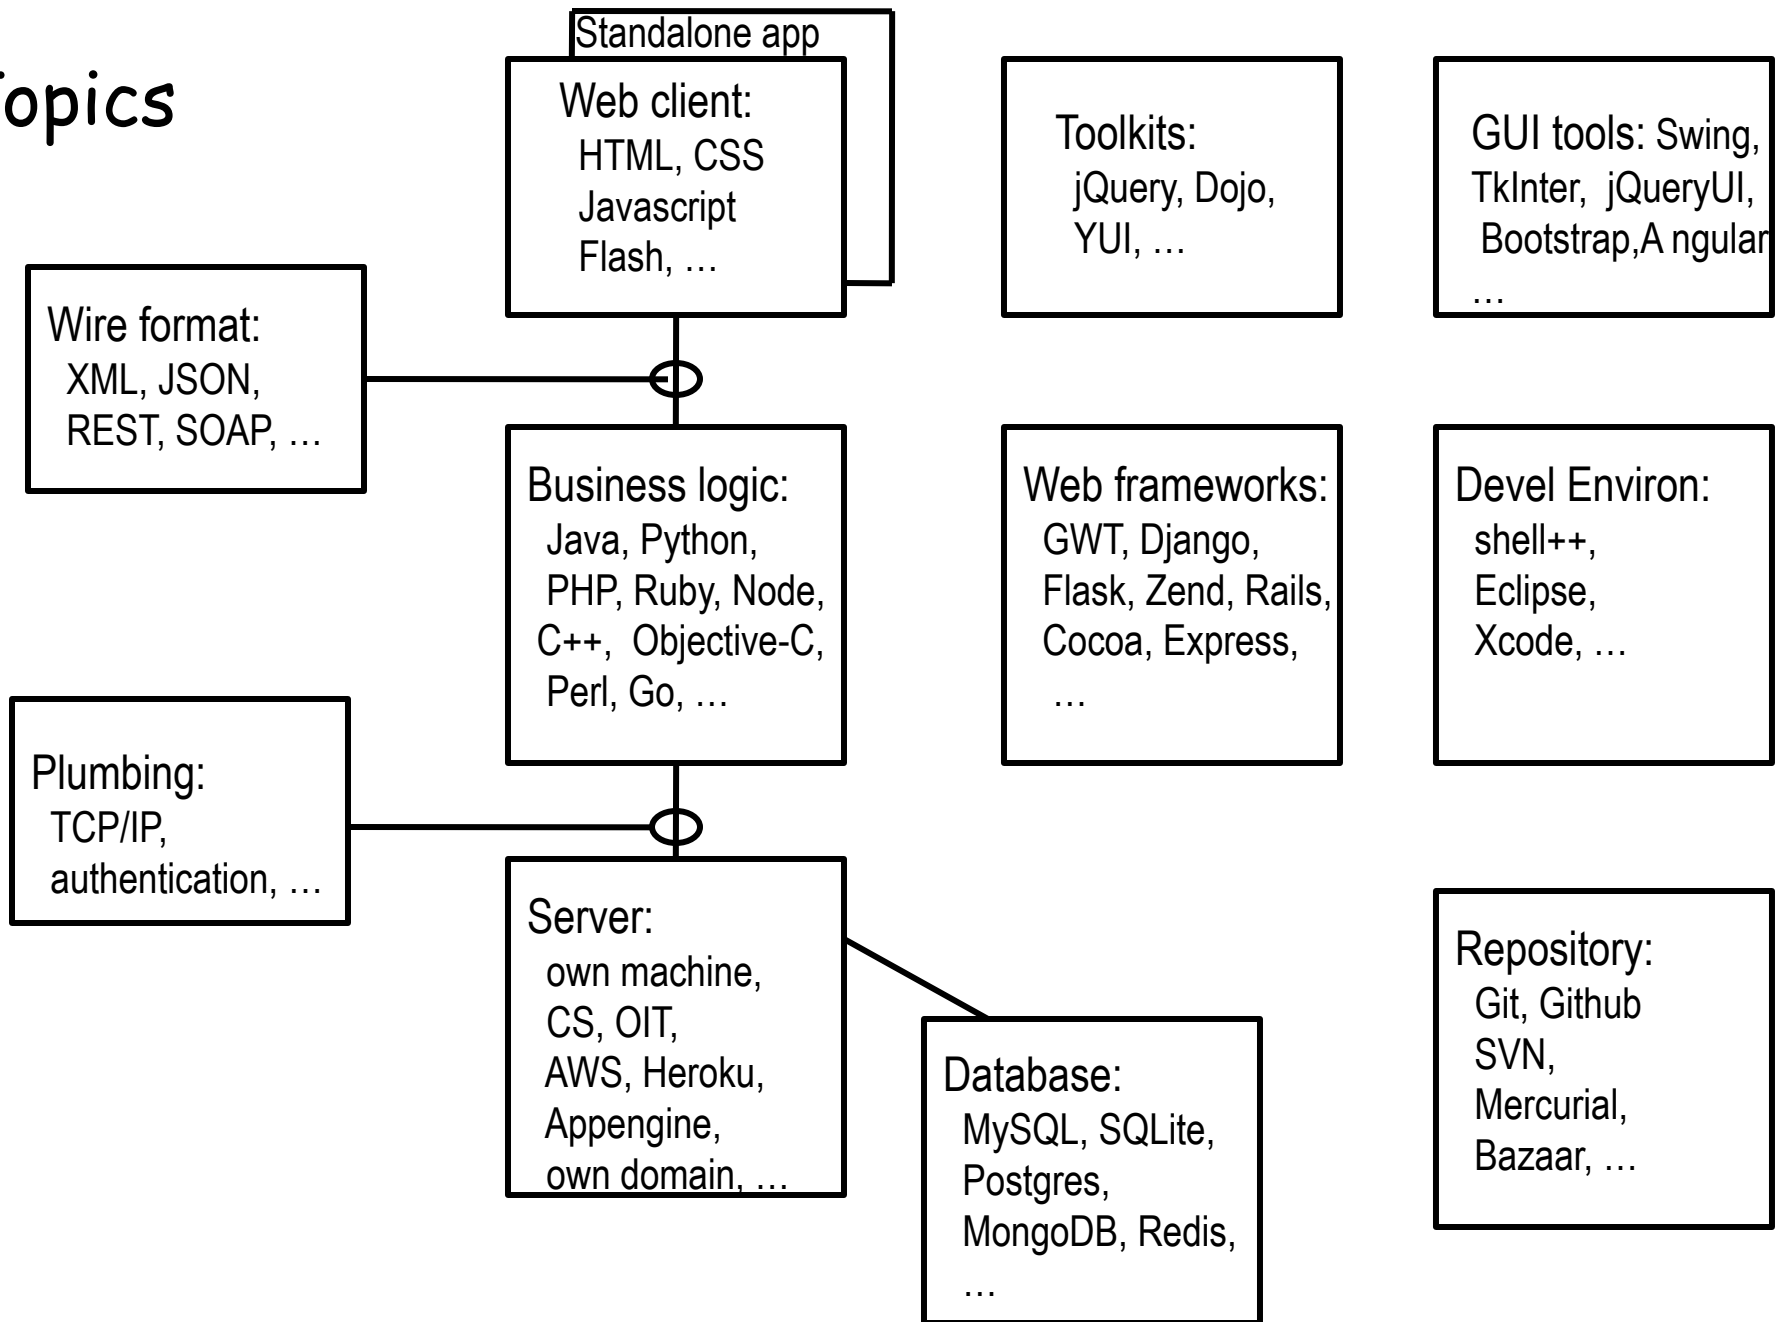 opics
Standalone app
Web client:
HTML, CSS
Javascript
Flash, …
Toolkits:
jQuery, Dojo,
YUI, …
GUI tools: Swing,
TkInter, jQueryUI,
Bootstrap,A ngular
…
Wire format:
XML, JSON,
REST, SOAP, …
Business logic:
Java, Python,
PHP, Ruby, Node,
C++, Objective-C,
Perl, Go, …
Web frameworks:
GWT, Django,
Flask, Zend, Rails,
Cocoa, Express,
…
Devel Environ:
shell++,
Eclipse,
Xcode, …
Plumbing:
TCP/IP,
authentication, …
Server:
own machine,
CS, OIT,
AWS, Heroku,
Appengine,
own domain, …
Database:
MySQL, SQLite,
Postgres,
MongoDB, Redis,
…
Repository:
Git, Github
SVN,
Mercurial,
Bazaar, …